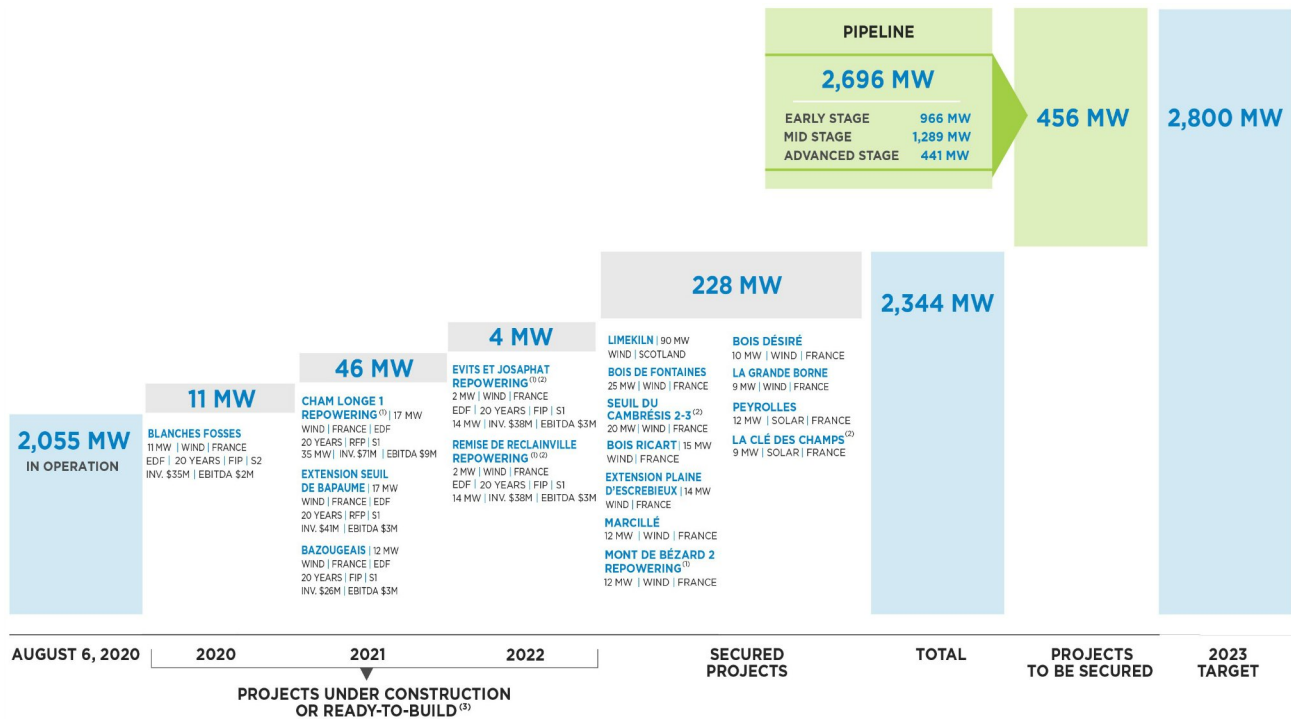 PIPELINE
2,696 MW
EARLY STAGE 966 MW
MID STAGE 1,289 MW
ADVANCED STAGE 441 MW
456 MW
2,800 MW
2,055 MW
IN OPERATION
11 MW
BLANCHES FOSSES
11 MW | WIND | FRANCE
EDF | 20 YEARS | FIP | S2
INV. $35M | EBITDA $2M
46 MW
CHAM LONGE 1
REPOWERING (1) | 17 MW
WIND | FRANCE | EDF
20 YEARS | RFP | S1
35 MW | INV. $71M | EBITDA $9M
EXTENSION SEUIL
DE BAPAUME | 17 MW
WIND | FRANCE | EDF
20 YEARS | RFP | S1
INV. $41M | EBITDA $3M
BAZOUGEAIS | 12 MW
WIND | FRANCE | EDF
20 YEARS | FIP | S1
INV. $26M | EBITDA $3M
4 MW
EVITS ET JOSAPHAT
REPOWERING (1) (2)
2 MW | WIND | FRANCE
EDF | 20 YEARS | FIP | S1
14 MW | INV. $38M | EBITDA $3M
REMISE DE RECLAINVILLE
REPOWERING (1) (2)
2 MW | WIND | FRANCE
EDF | 20 YEARS | FIP | S1
14 MW | INV. $38M | EBITDA $3M
228 MW
LIMEKILN | 90 MW
WIND | SCOTLAND
BOIS DE FONTAINES
25 MW | WIND | FRANCE
SEUIL DU
CAMBRÉSIS 2-3 (2)
20 MW | WIND | FRANCE
BOIS RICART | 15 MW
WIND | FRANCE
EXTENSION PLAINE
D'ESCREBIEUX | 14 MW
WIND | FRANCE
MARCILLÉ
12 MW | WIND | FRANCE
MONT DE BÉZARD 2
REPOWERING (1)
12 MW | WIND | FRANCE
BOIS DÉSIRÉ
10 MW | WIND | FRANCE
LA GRANDE BORNE
9 MW | WIND | FRANCE
PEYROLLES
12 MW | SOLAR | FRANCE
LA CLÉ DES CHAMPS (2)
9 MW | SOLAR | FRANCE
2,344 MW
AUGUST 6, 2020
2020
2021
2022
PROJECTS UNDER CONSTRUCTION
OR READY-TO-BUILD (3)
SECURED
PROJECTS
TOTAL
PROJECTS
TO BE SECURED
2023
TARGET